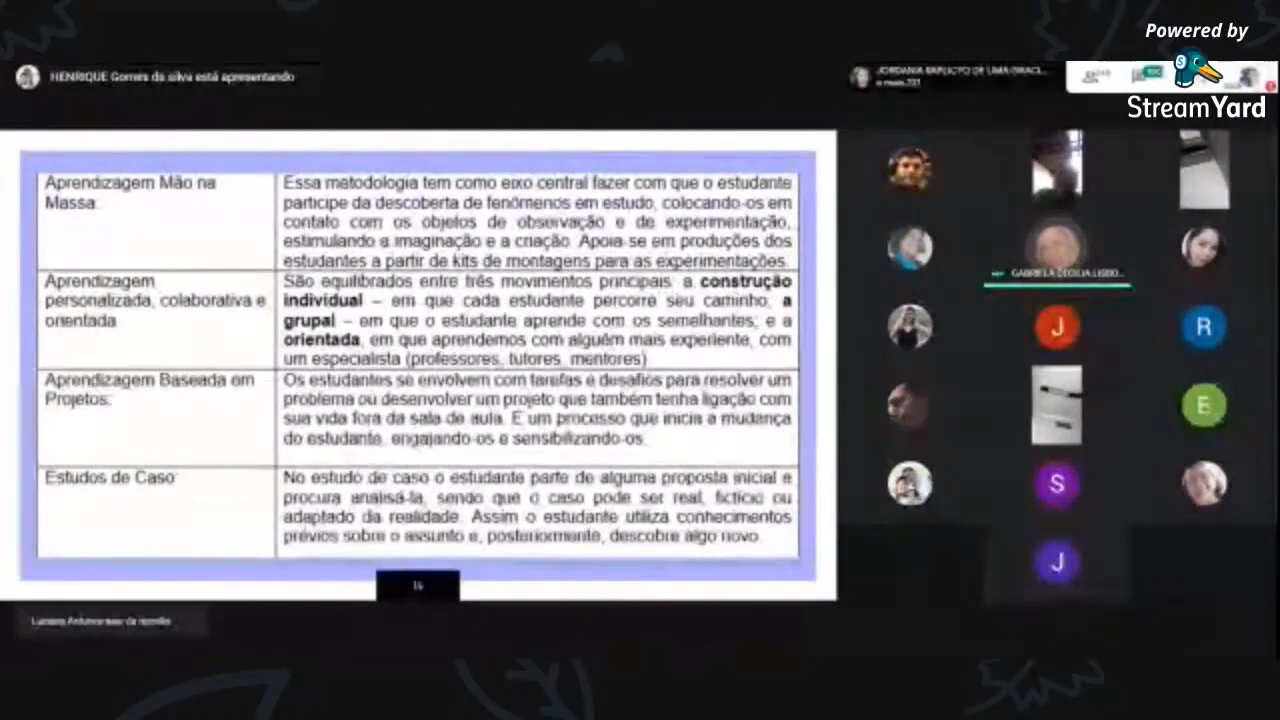 Powered by
StreamYard
HENRIQUE Gomes da silva está apresentando
Aprendizagem Mão na
Massa
Essa metodologia tem como eixo central fazer com que o estudante
participe da descoberta de fenômenos em estudo, colocando-os em
contato com os objetos de observação e de experimentação,
estimulando a imaginação e a criação. Apoia-se em produções dos
estudantes a partir de kits de montagens para as experimentações.
Aprendizagem
personalizada, colaborativa e
orientada
São equilibrados entre três movimentos principais: a construção
individual – em que cada estudante percorre seu caminho; a
grupal – em que o estudante aprende com os semelhantes; e a
orientada, em que aprendemos com alguém mais experiente, com
um especialista (professores, tutores, mentores)
Aprendizagem Baseada em
Projetos:
Os estudantes se envolvem com tarefas e desafios para resolver um
problema ou desenvolver um projeto que também tenha ligação com
sua vida fora da sala de aula. E um processo que inicia a mudança
do estudante, engajando-os e sensibilizando-os.
Estudos de Caso
No estudo de caso o estudante parte de alguma proposta inicial e
procura analisá-la, sendo que o caso pode ser real, fictício ou
adaptado da realidade. Assim o estudante utiliza conhecimentos
prévios sobre o assunto e, posteriormente, descobre algo novo.
GABRIELA CECILIA
J
R
E
S
J